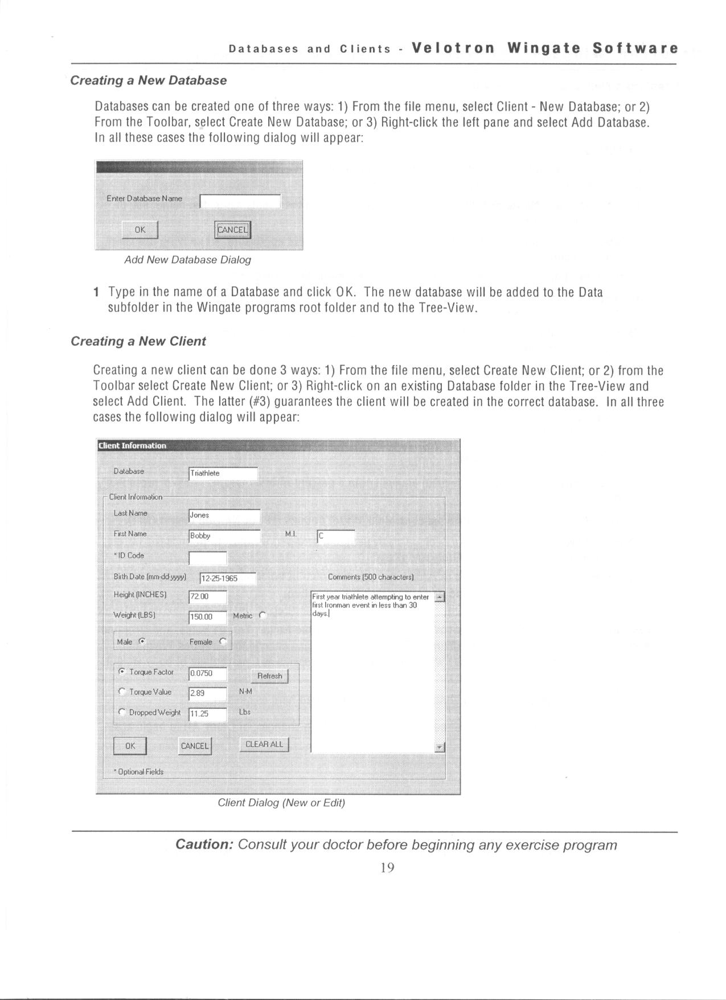 Databases and Clients - Velotron Wingate Software
Creating a New Database
Databases can be created one of three ways: 1) From the file menu, select Client - New Database; or 2)
From the Toolbar, select Create New Database; or 3) Right-click the left pane and select Add Database.
In all these cases the following dialog will appear:
Enter Database Name
OK CANCEL
Add New Database Dialog
1 Type in the name of a Database and click OK. The new database will be added to the Data
subfolder in the Wingate programs root folder and to the Tree-View.
Creating a New Client
Creating a new client can be done 3 ways: 1) From the file menu, select Create New Client; or 2) from the
Toolbar select Create New Client; or 3) Right-click on an existing Database folder in the Tree-View and
select Add Client. The latter (#3) guarantees the client will be created in the correct database. In all three
cases the following dialog will appear:
Client Information
Database Triathlete
Client Information
Last Name Jones
First Name Bobby M.I. C
* ID Code
Birth Date (mm-dd-yyyy) 12-25-1965
Height (INCHES) 72.00
Weight (LBS) 150.00 Metric
Male Female
Torque Factor 0.0750 Refresh
Torque Value 2.89 N-M
Dropped Weight 11.25 Lbs
OK CANCEL CLEAR ALL
* Optional Fields
Comments (500 characters)
First year triathlete attempting to enter
first Ironman event in less than 30
days.
Client Dialog (New or Edit)
Caution: Consult your doctor before beginning any exercise program
19